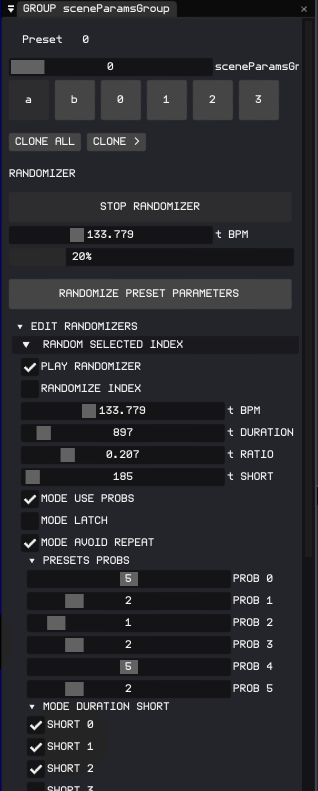 GROUP sceneParamsGroup
Preset 0
0 sceneParamsGr
a b 0 1 2 3
CLONE ALL CLONE >
RANDOMIZER
STOP RANDOMIZER
133.779 t BPM
20%
RANDOMIZE PRESET PARAMETERS
EDIT RANDOMIZERS
RANDOM SELECTED INDEX
PLAY RANDOMIZER
RANDOMIZE INDEX
133.779 t BPM
897 t DURATION
0.207 t RATIO
185 t SHORT
MODE USE PROBS
MODE LATCH
MODE AVOID REPEAT
PRESETS PROBS
5 PROB 0
2 PROB 1
1 PROB 2
2 PROB 3
5 PROB 4
2 PROB 5
MODE DURATION SHORT
SHORT 0
SHORT 1
SHORT 2
SHORT 3